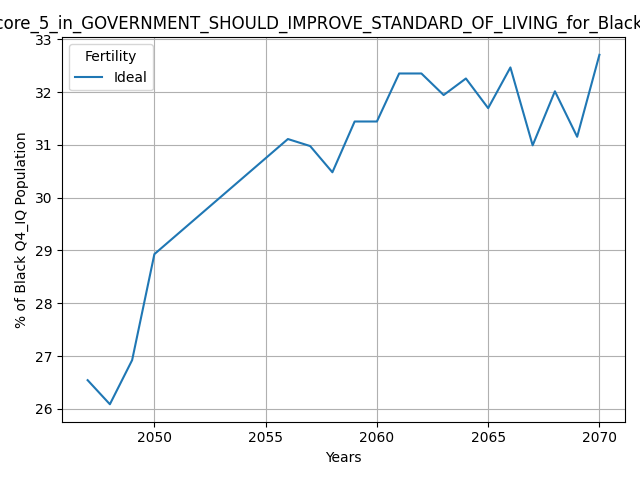 core_5_in_GOVERNMENT_SHOULD_IMPROVE_STANDARD_OF_LIVING_for_Black
Fertility
Ideal
% of Black Q4_IQ Population
33
32
31
30
29
28
27
26
2050
2055
2060
2065
2070
Years